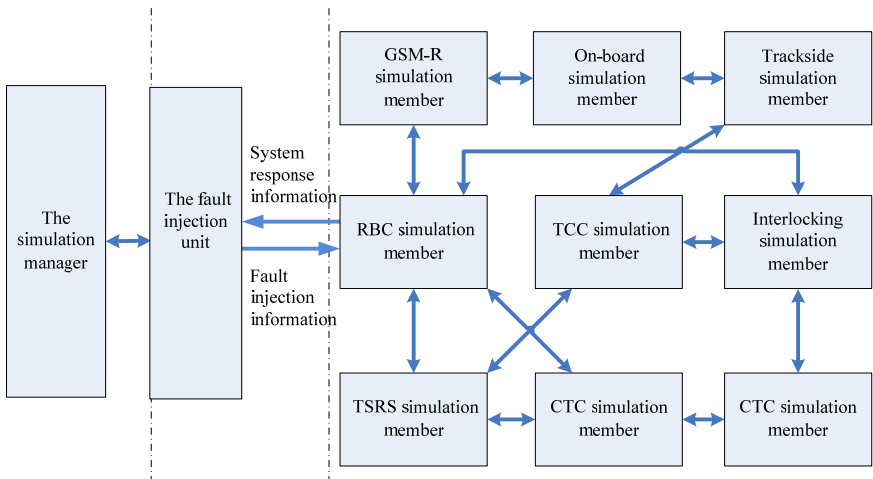 The
simulation
manager
The fault
injection
unit
System
response
information
Fault
injection
information
GSM-R
simulation
member
On-board
simulation
member
Trackside
simulation
member
RBC simulation
member
TCC simulation
member
Interlocking
simulation
member
TSRS simulation
member
CTC simulation
member
CTC simulation
member